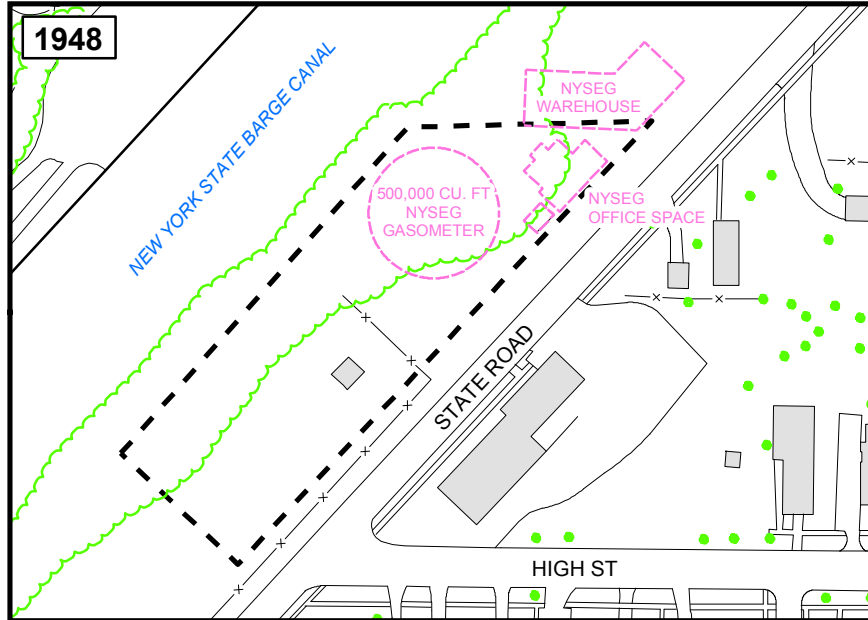 1948
NEW YORK STATE BARGE CANAL
NYSEG
WAREHOUSE
500,000 CU. FT
NYSEG
GASOMETER
NYSEG
OFFICE SPACE
STATE ROAD
HIGH ST